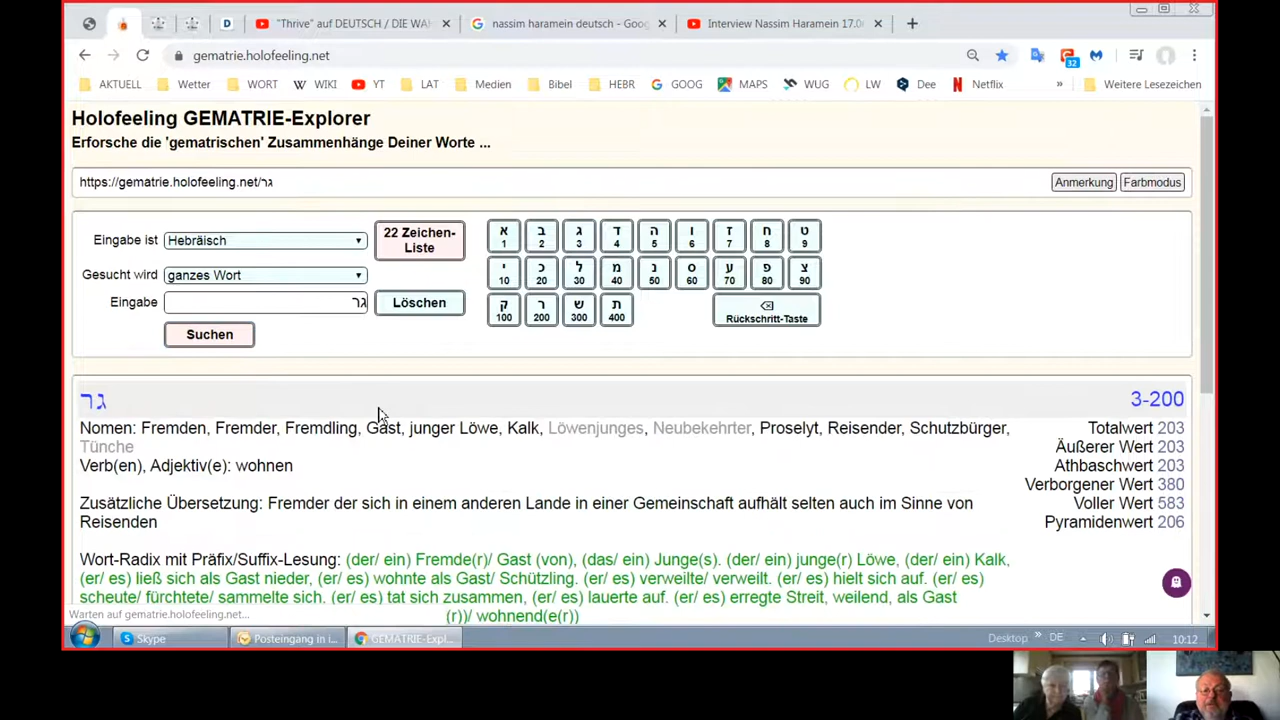 "Thrive" auf DEUTSCH / DIE WA
nassim haramein deutsch - Goog
Interview Nassim Haramein 17.0
gematrie.holofeeling.net
32
AKTUELL Wetter WORT WIKI YT LAT Medien Bibel HEBR GOOG MAPS WUG LW Dee Netflix » Weitere Lesezeichen
Holofeeling GEMATRIE-Explorer
Erforsche die 'gematrischen' Zusammenhänge Deiner Worte ...
https://gematrie.holofeeling.net/גר
Anmerkung Farbmodus
Eingabe ist Hebräisch
22 Zeichen-Liste
Gesucht wird ganzes Wort
Eingabe גר
Löschen
Suchen
א ב ג ד ה ו ז ח ט
1 2 3 4 5 6 7 8 9
י כ ל מ נ ס ע פ צ
10 20 30 40 50 60 70 80 90
ק ר ש ת
100 200 300 400
Rückschritt-Taste
גר 3-200
Nomen: Fremden, Fremder, Fremdling, Gast, junger Löwe, Kalk, Löwenjunges, Neubekehrter, Proselyt, Reisender, Schutzbürger,
Tünche
Verb(en), Adjektiv(e): wohnen
Zusätzliche Übersetzung: Fremder der sich in einem anderen Lande in einer Gemeinschaft aufhält selten auch im Sinne von
Reisenden
Wort-Radix mit Präfix/Suffix-Lesung: (der/ ein) Fremde(r)/ Gast (von), (das/ ein) Junge(s). (der/ ein) junge(r) Löwe, (der/ ein) Kalk,
(er/ es) ließ sich als Gast nieder, (er/ es) wohnte als Gast/ Schützling. (er/ es) verweilte/ verweilt. (er/ es) hielt sich auf. (er/ es)
scheute/ fürchtete/ sammelte sich. (er/ es) tat sich zusammen, (er/ es) lauerte auf. (er/ es) erregte Streit, weilend, als Gast
(r))/ wohnend(e(r))
Totalwert 203
Äußerer Wert 203
Athbaschwert 203
Verborgener Wert 380
Voller Wert 583
Pyramidenwert 206
Warten auf gematrie.holofeeling.net...
Skype
Posteingang in i...
GEMATRIE-Expl...
Desktop » DE 10:12